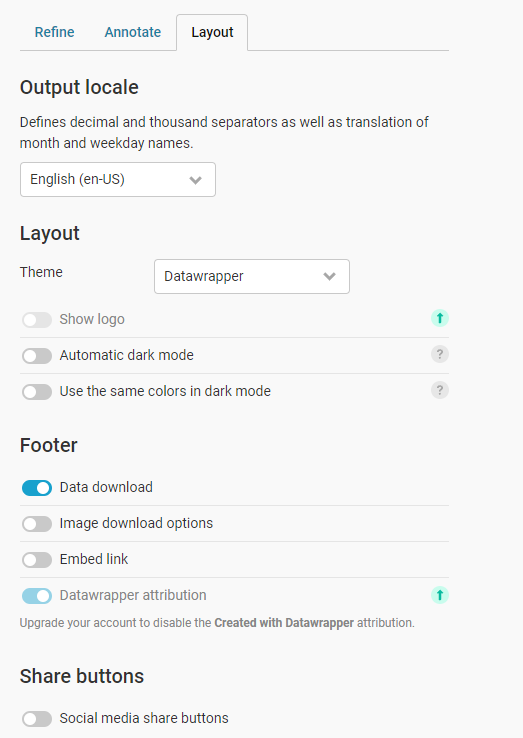 Refine Annotate Layout
Output locale
Defines decimal and thousand separators as well as translation of
month and weekday names.
English (en-US)
Layout
Theme Datawrapper
Show logo
Automatic dark mode ?
Use the same colors in dark mode ?
Footer
Data download
Image download options
Embed link
Datawrapper attribution
Upgrade your account to disable the Created with Datawrapper attribution.
Share buttons
Social media share buttons